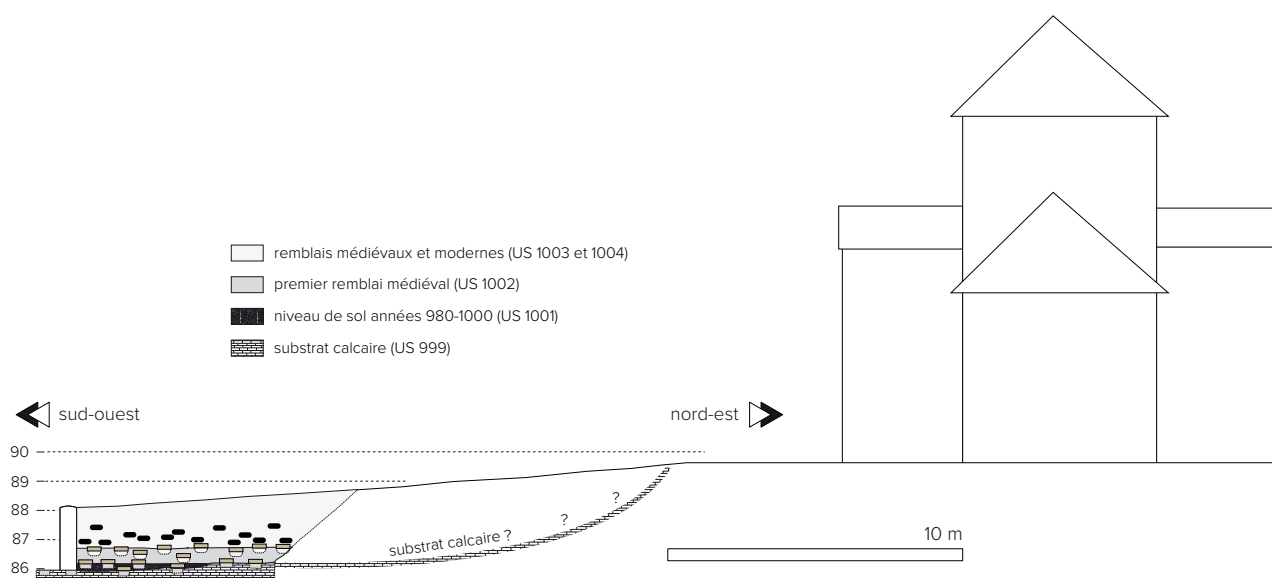 remblais médiévaux et modernes (US 1003 et 1004)
premier remblai médiéval (US 1002)
niveau de sol années 980-1000 (US 1001)
substrat calcaire (US 999)
sud-ouest
nord-est
90
89
88
87
86
substrat calcaire ?
?
?
10 m